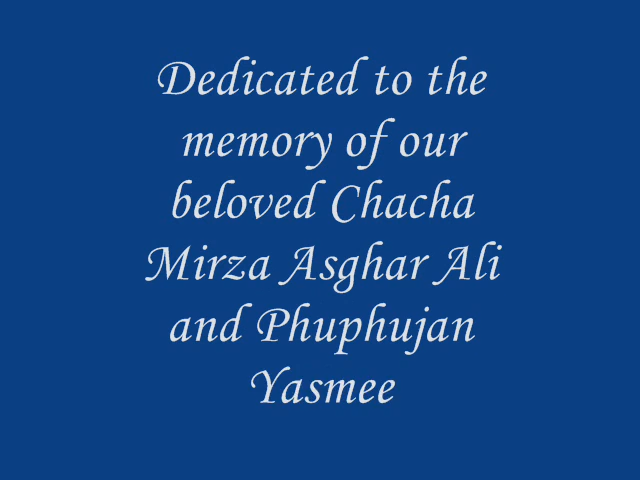 Dedicated to the
memory of our
beloved Chacha
Mirza Asghar Ali
and Phuphujan
Yasmee